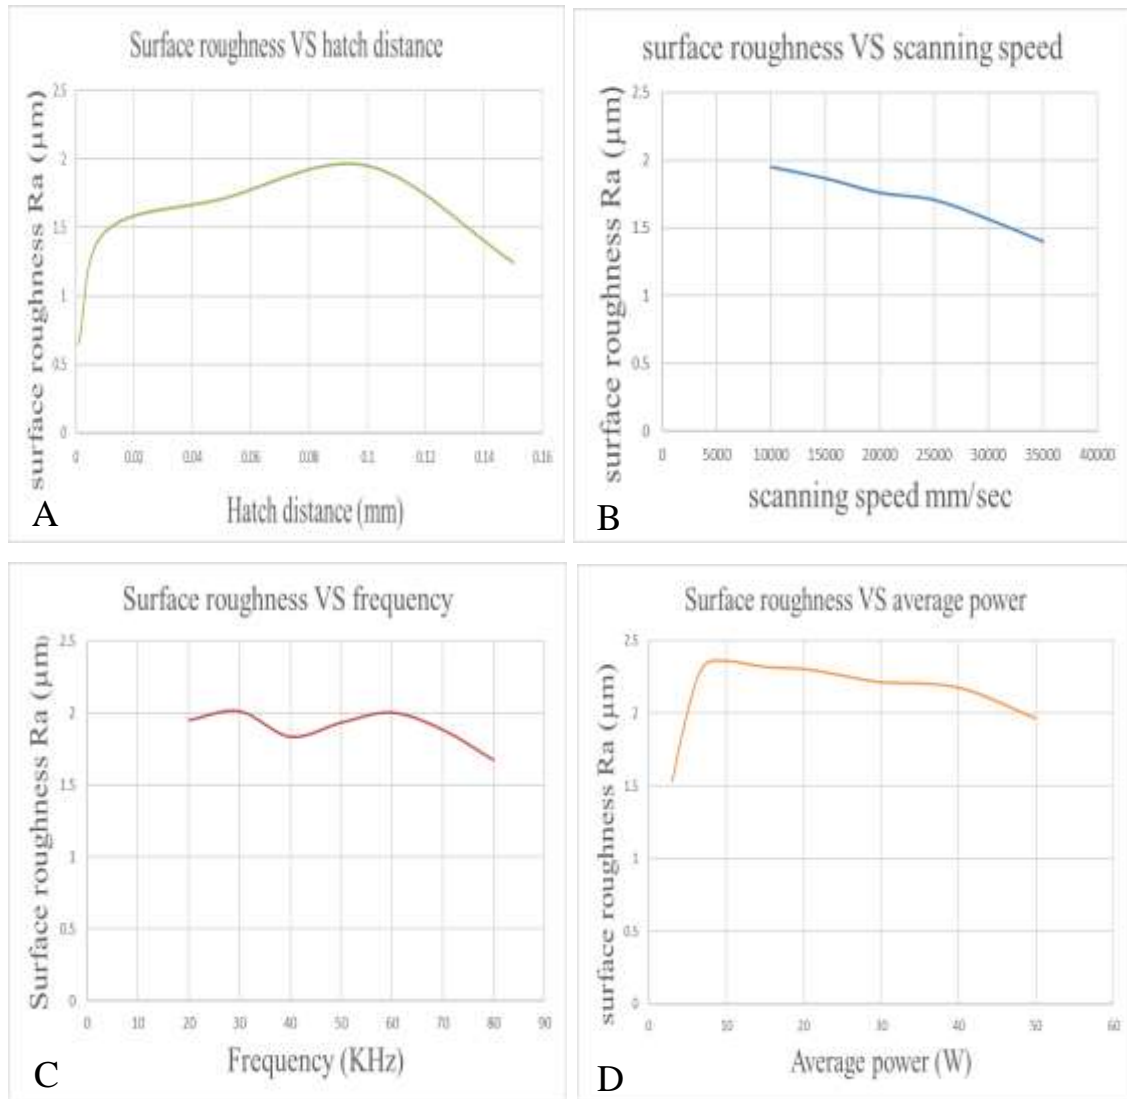 Surface roughness VS hatch distance
surface roughness Ra (µm)
2.5
2
1.5
1
0.5
0
0 0.02 0.04 0.06 0.08 0.1 0.12 0.14 0.16
Hatch distance (mm)
A
surface roughness VS scanning speed
surface roughness Ra (µm)
2.5
2
1.5
1
0.5
0
0 5000 10000 15000 20000 25000 30000 35000 40000
scanning speed mm/sec
B
Surface roughness VS frequency
Surface roughness Ra (µm)
2.5
2
1.5
1
0.5
0
0 10 20 30 40 50 60 70 80 90
Frequency (KHz)
C
Surface roughness VS average power
surface roughness Ra (µm)
2.5
2
1.5
1
0.5
0
0 10 20 30 40 50 60
Average power (W)
D